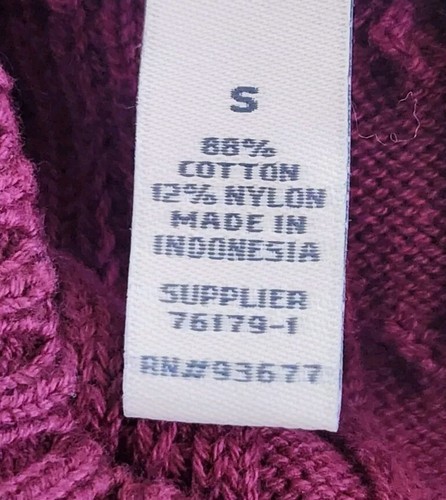 S
88%
COTTON
12% NYLON
MADE IN
INDONESIA
SUPPLIER
76179-1
RN#93677